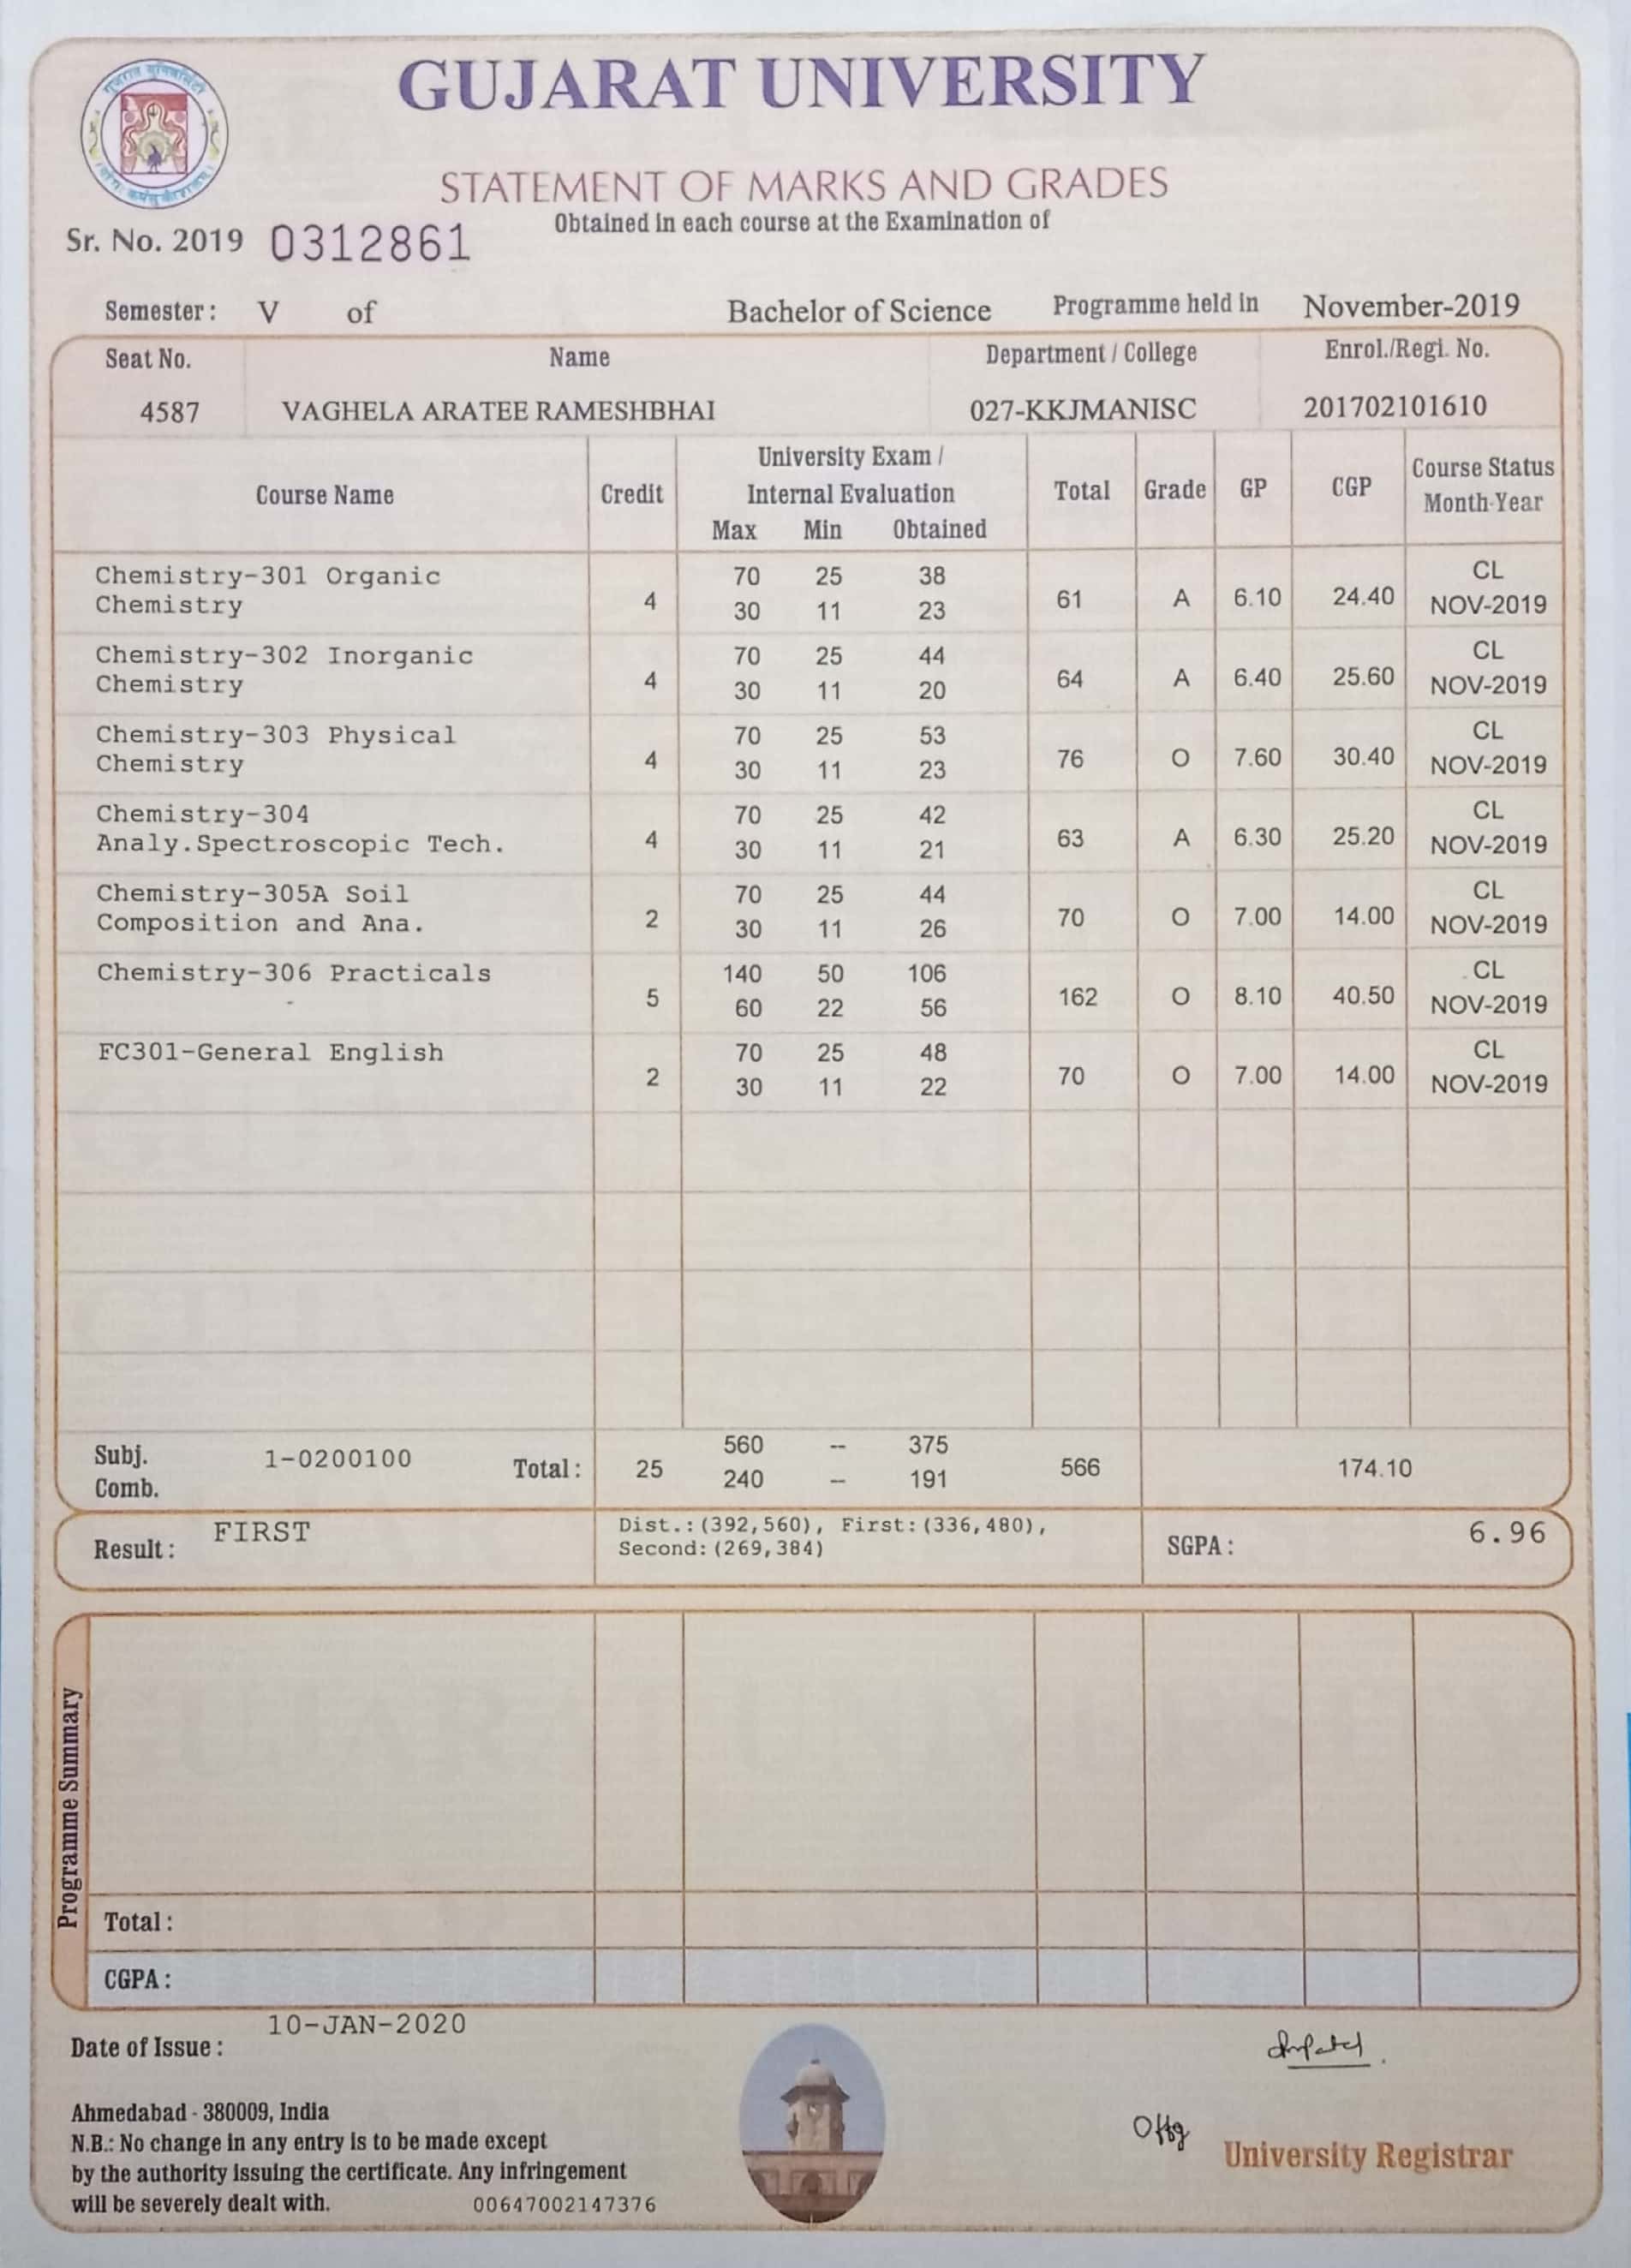 GUJARAT UNIVERSITY
STATEMENT OF MARKS AND GRADES
Obtained in each course at the Examination of
Sr. No. 2019 0312861
Semester : V of Bachelor of Science Programme held in November-2019
Seat No. Name Department / College Enrol./Regi. No.
4587 VAGHELA ARATEE RAMESHBHAI 027-KKJMANISC 201702101610
Course Name Credit University Exam / Internal Evaluation Total Grade GP CGP Course Status Month-Year
Max Min Obtained
Chemistry-301 Organic 70 25 38 CL
Chemistry 4 30 11 23 61 A 6.10 24.40 NOV-2019
Chemistry-302 Inorganic 70 25 44 CL
Chemistry 4 30 11 20 64 A 6.40 25.60 NOV-2019
Chemistry-303 Physical 70 25 53 CL
Chemistry 4 30 11 23 76 O 7.60 30.40 NOV-2019
Chemistry-304 70 25 42 CL
Analy.Spectroscopic Tech. 4 30 11 21 63 A 6.30 25.20 NOV-2019
Chemistry-305A Soil 70 25 44 CL
Composition and Ana. 2 30 11 26 70 O 7.00 14.00 NOV-2019
Chemistry-306 Practicals 140 50 106 CL
5 60 22 56 162 O 8.10 40.50 NOV-2019
FC301-General English 70 25 48 CL
2 30 11 22 70 O 7.00 14.00 NOV-2019
Subj. 560 -- 375
1-0200100 Total : 25 566 174.10
Comb. 240 -- 191
Result : FIRST Dist.:(392,560), First:(336,480), SGPA : 6.96
Second:(269,384)
Programme Summary
Total :
CGPA :
Date of Issue : 10-JAN-2020
Ahmedabad - 380009, India
N.B.: No change in any entry is to be made except
by the authority issuing the certificate. Any infringement
will be severely dealt with. 00647002147376
Offg
University Registrar